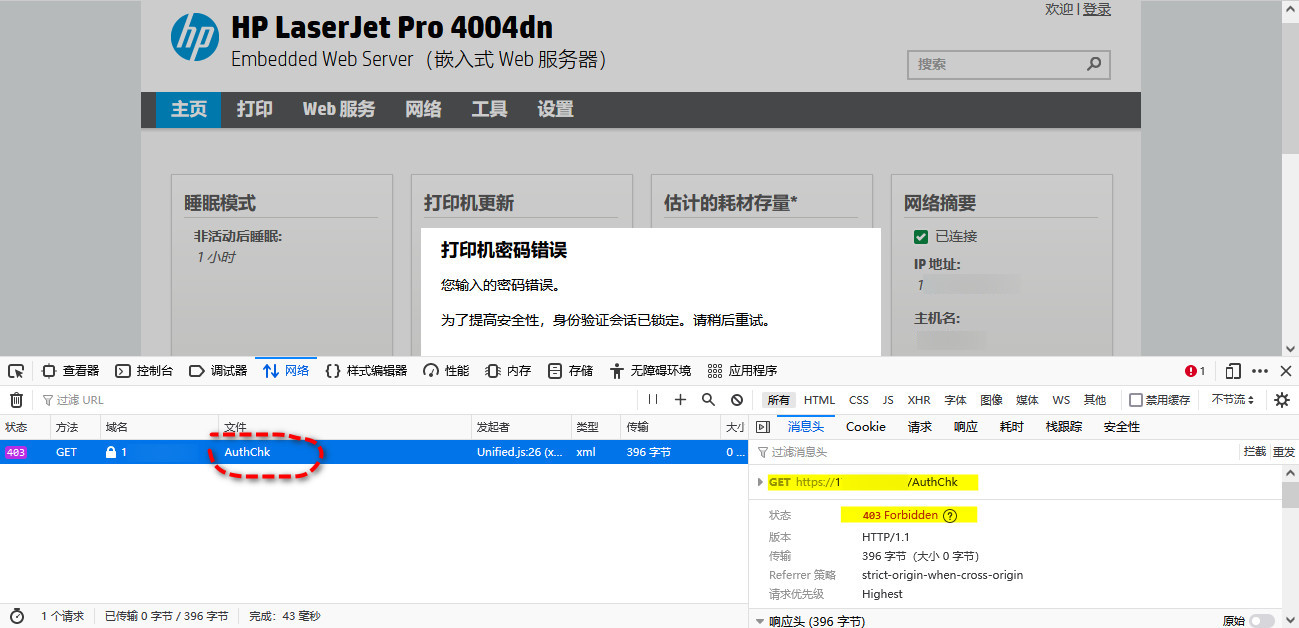 欢迎 | 登录
hp HP LaserJet Pro 4004dn
Embedded Web Server（嵌入式 Web 服务器）
搜索
主页 打印 Web 服务 网络 工具 设置
睡眠模式 打印机更新 估计的耗材存量* 网络摘要
非活动后睡眠: 已连接
1 小时 IP 地址:
1
主机名:
打印机密码错误
您输入的密码错误。
为了提高安全性，身份验证会话已锁定。请稍后重试。
查看器 控制台 调试器 网络 {} 样式编辑器 性能 内存 存储 无障碍环境 应用程序 1
过滤 URL 所有 HTML CSS JS XHR 字体 图像 媒体 WS 其他 禁用缓存 不节流
状态 方法 域名 文件 发起者 类型 传输 大小 消息头 Cookie 请求 响应 耗时 栈跟踪 安全性
403 GET 1 AuthChk Unified.js:26 (x... xml 396 字节 0 ... 过滤消息头 拦截 重发
GET https://1 /AuthChk
状态 403 Forbidden ?
版本 HTTP/1.1
传输 396 字节（大小 0 字节）
Referrer 策略 strict-origin-when-cross-origin
请求优先级 Highest
1 个请求 已传输 0 字节 / 396 字节 完成：43 毫秒 响应头 (396 字节) 原始